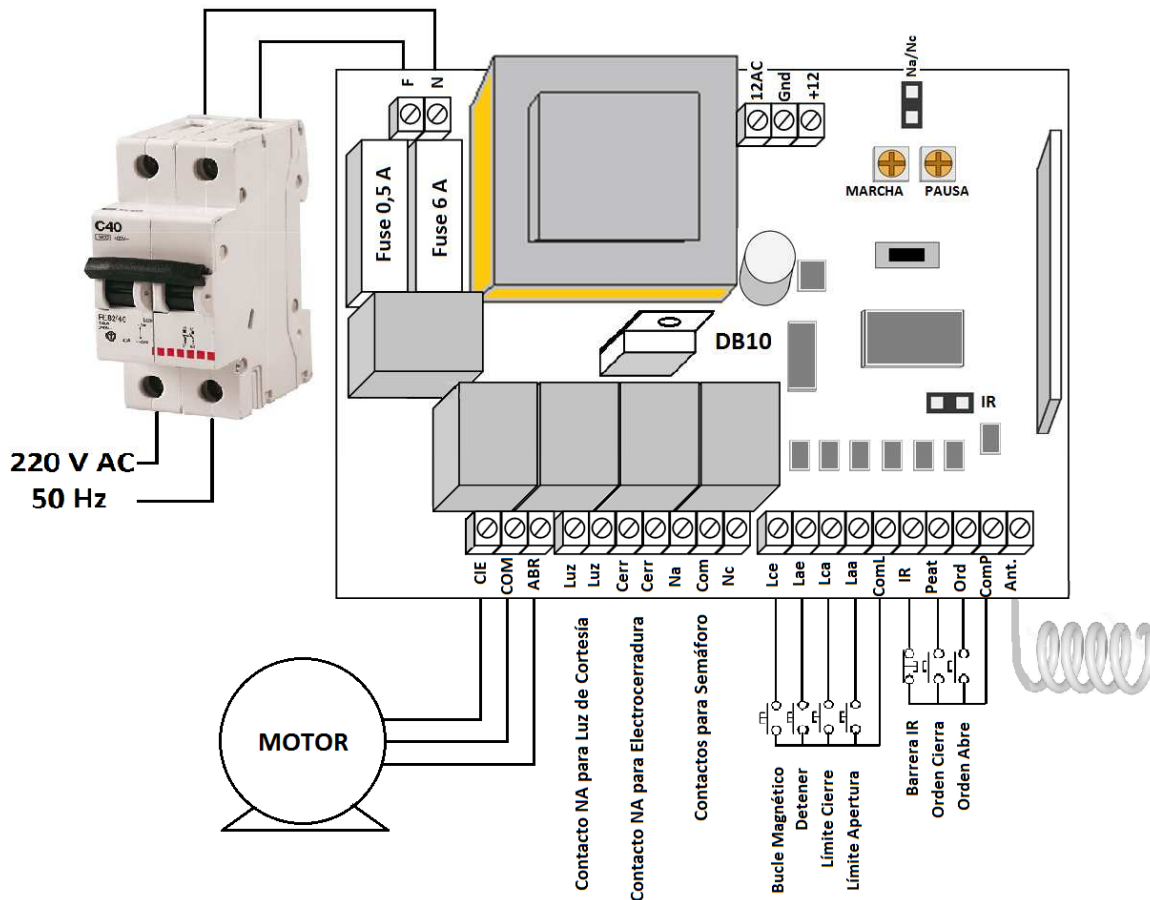 F
N
12AC
Gnd
+12
Na/Nc
MARCHA
PAUSA
Fuse 0,5 A
Fuse 6 A
C40
DB10
IR
220 V AC
50 Hz
CIE
COM
ABR
Luz
Luz
Cerr
Cerr
Na
Com
Nc
Lce
Lae
Lca
Laa
ComL
IR
Peat
Ord
ComP
Ant.
MOTOR
Contacto NA para Luz de Cortesía
Contacto NA para Electrocerradura
Contactos para Semáforo
Bucle Magnético
Detener
Límite Cierre
Límite Apertura
Barrera IR
Orden Cierra
Orden Abre